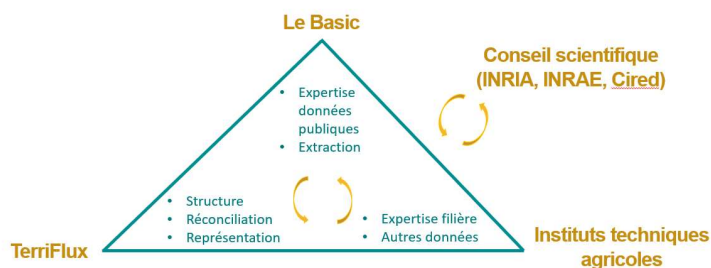 Le Basic
Conseil scientifique
(INRIA, INRAE, Cired)
• Expertise
données
publiques
• Extraction
• Structure
• Réconciliation
• Représentation
• Expertise filière
• Autres données
TerriFlux
Instituts techniques
agricoles